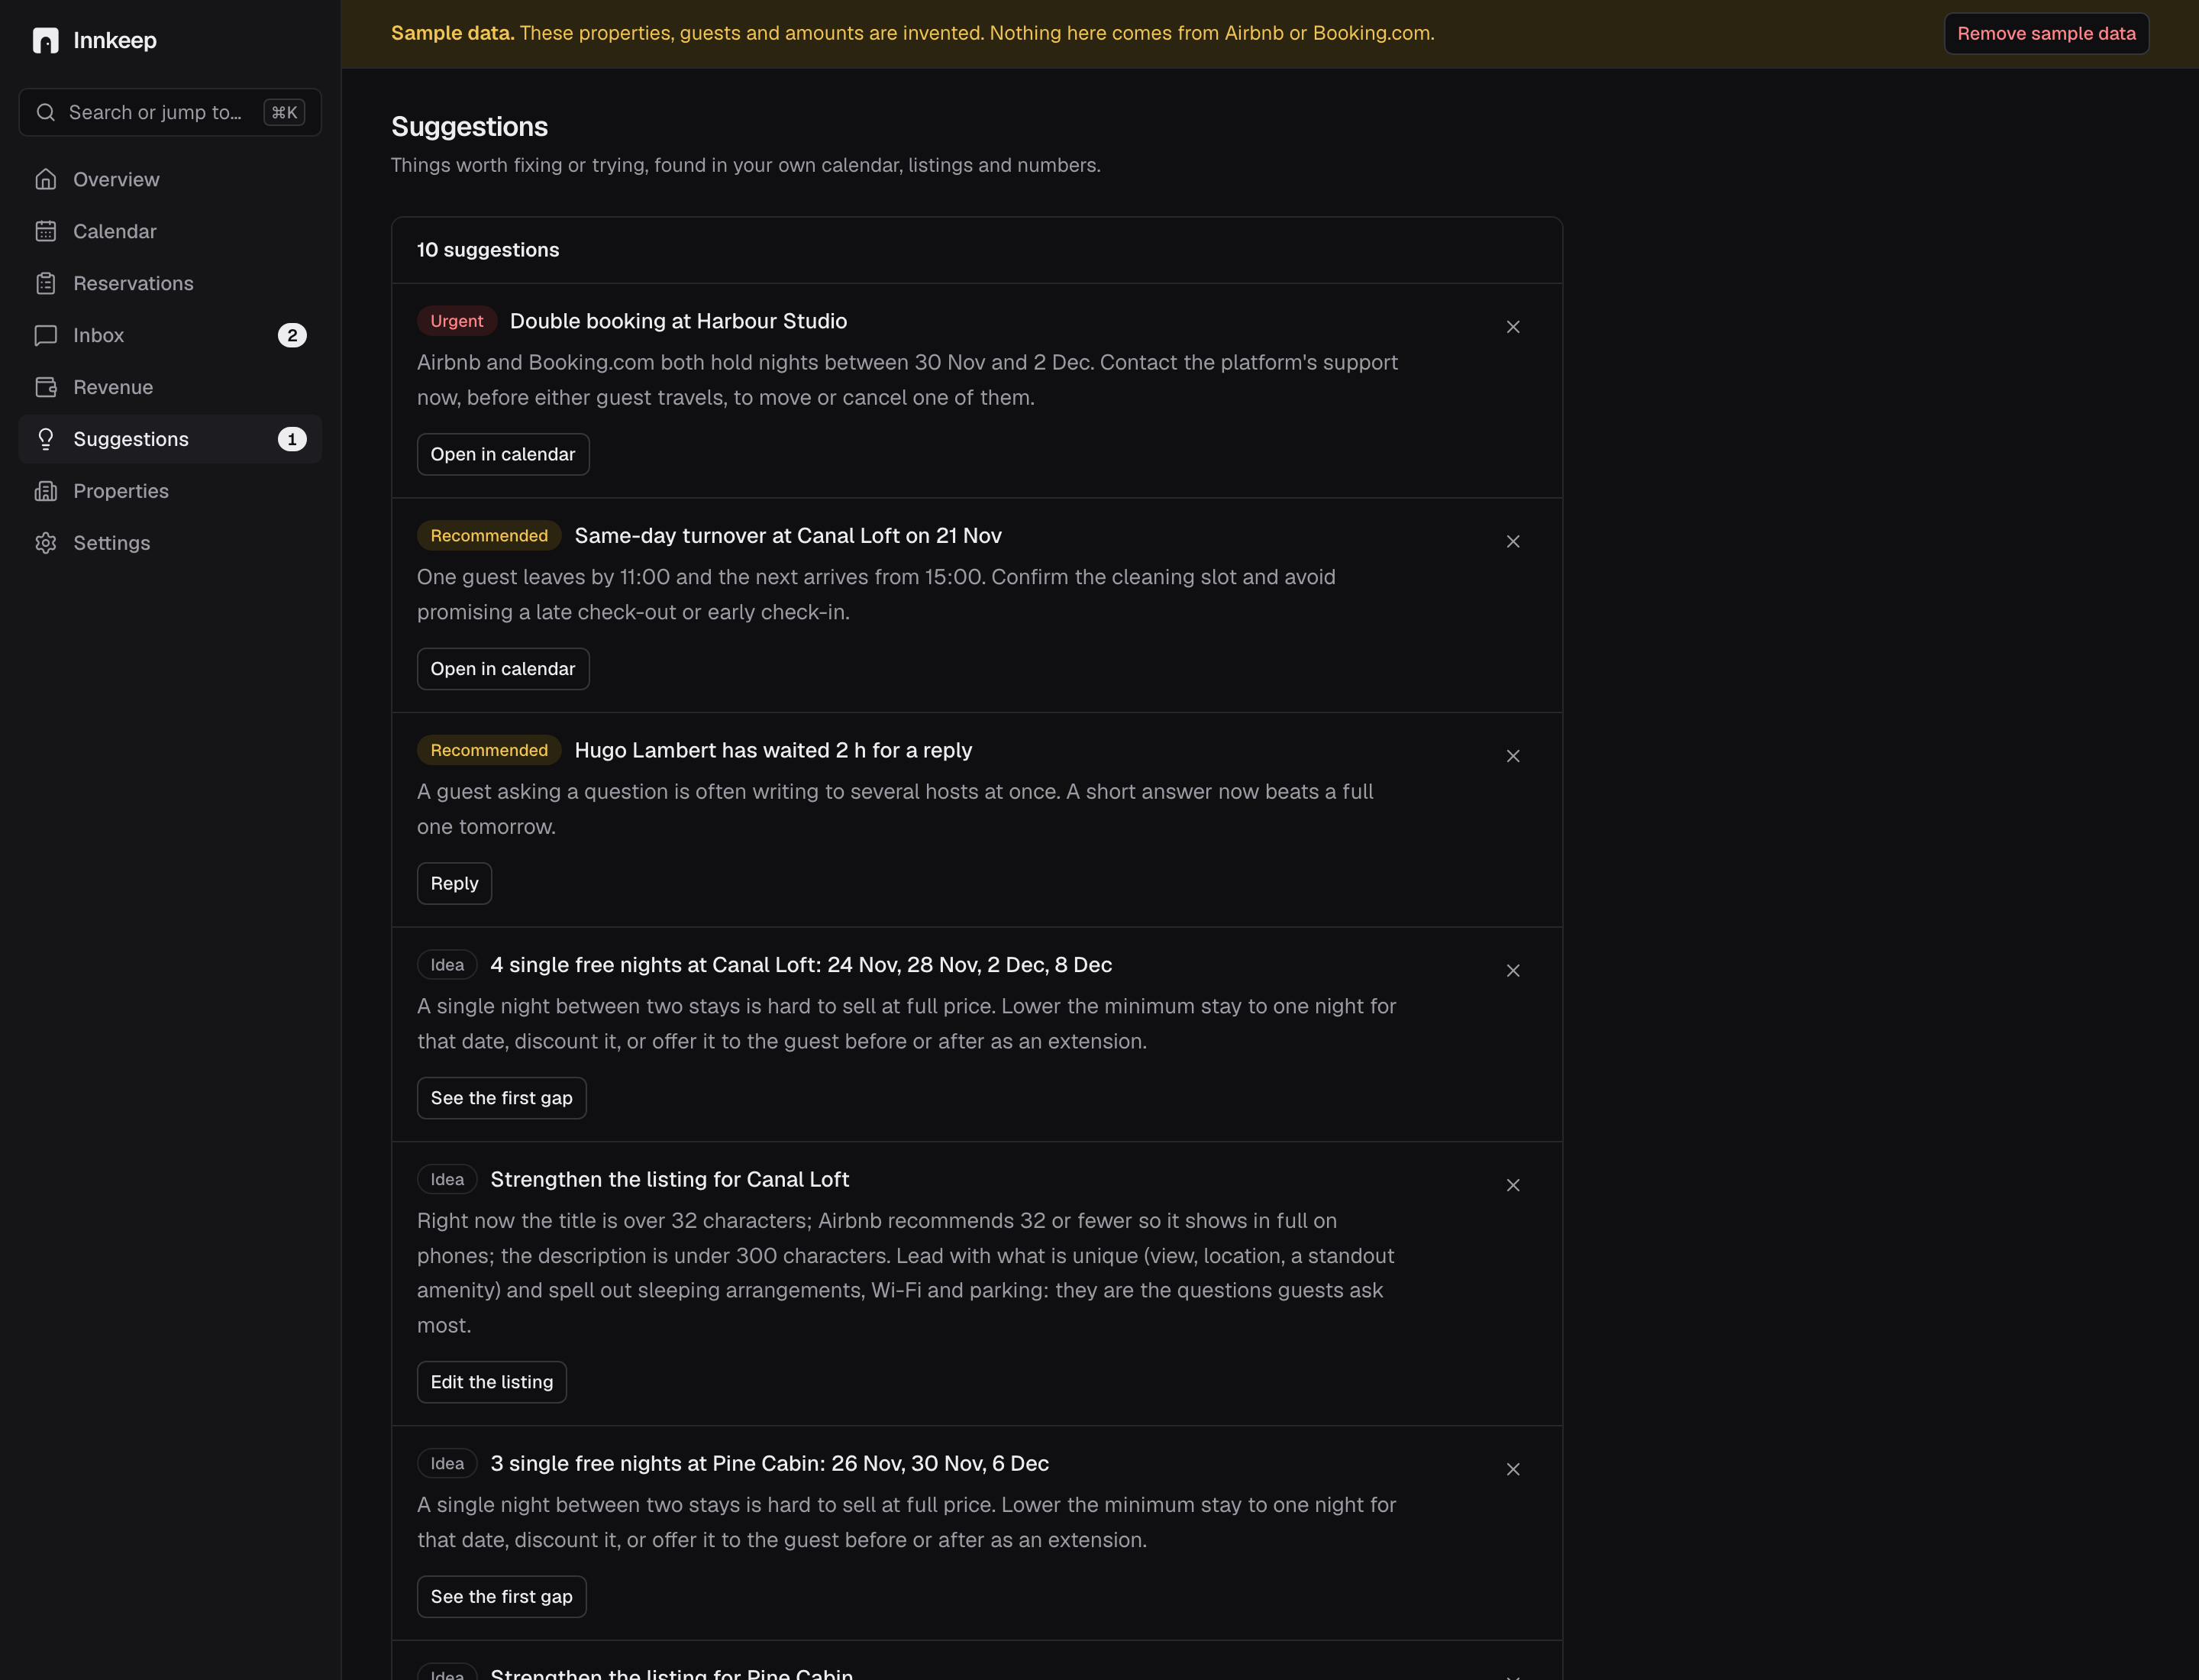 Innkeep
Search or jump to... ⌘K
Overview
Calendar
Reservations
Inbox 2
Revenue
Suggestions 1
Properties
Settings
Sample data. These properties, guests and amounts are invented. Nothing here comes from Airbnb or Booking.com.
Remove sample data
Suggestions
Things worth fixing or trying, found in your own calendar, listings and numbers.
10 suggestions
Urgent Double booking at Harbour Studio
Airbnb and Booking.com both hold nights between 30 Nov and 2 Dec. Contact the platform's support
now, before either guest travels, to move or cancel one of them.
Open in calendar
Recommended Same-day turnover at Canal Loft on 21 Nov
One guest leaves by 11:00 and the next arrives from 15:00. Confirm the cleaning slot and avoid
promising a late check-out or early check-in.
Open in calendar
Recommended Hugo Lambert has waited 2 h for a reply
A guest asking a question is often writing to several hosts at once. A short answer now beats a full
one tomorrow.
Reply
Idea 4 single free nights at Canal Loft: 24 Nov, 28 Nov, 2 Dec, 8 Dec
A single night between two stays is hard to sell at full price. Lower the minimum stay to one night for
that date, discount it, or offer it to the guest before or after as an extension.
See the first gap
Idea Strengthen the listing for Canal Loft
Right now the title is over 32 characters; Airbnb recommends 32 or fewer so it shows in full on
phones; the description is under 300 characters. Lead with what is unique (view, location, a standout
amenity) and spell out sleeping arrangements, Wi-Fi and parking: they are the questions guests ask
most.
Edit the listing
Idea 3 single free nights at Pine Cabin: 26 Nov, 30 Nov, 6 Dec
A single night between two stays is hard to sell at full price. Lower the minimum stay to one night for
that date, discount it, or offer it to the guest before or after as an extension.
See the first gap
Idea Strengthen the listing for Pine Cabin